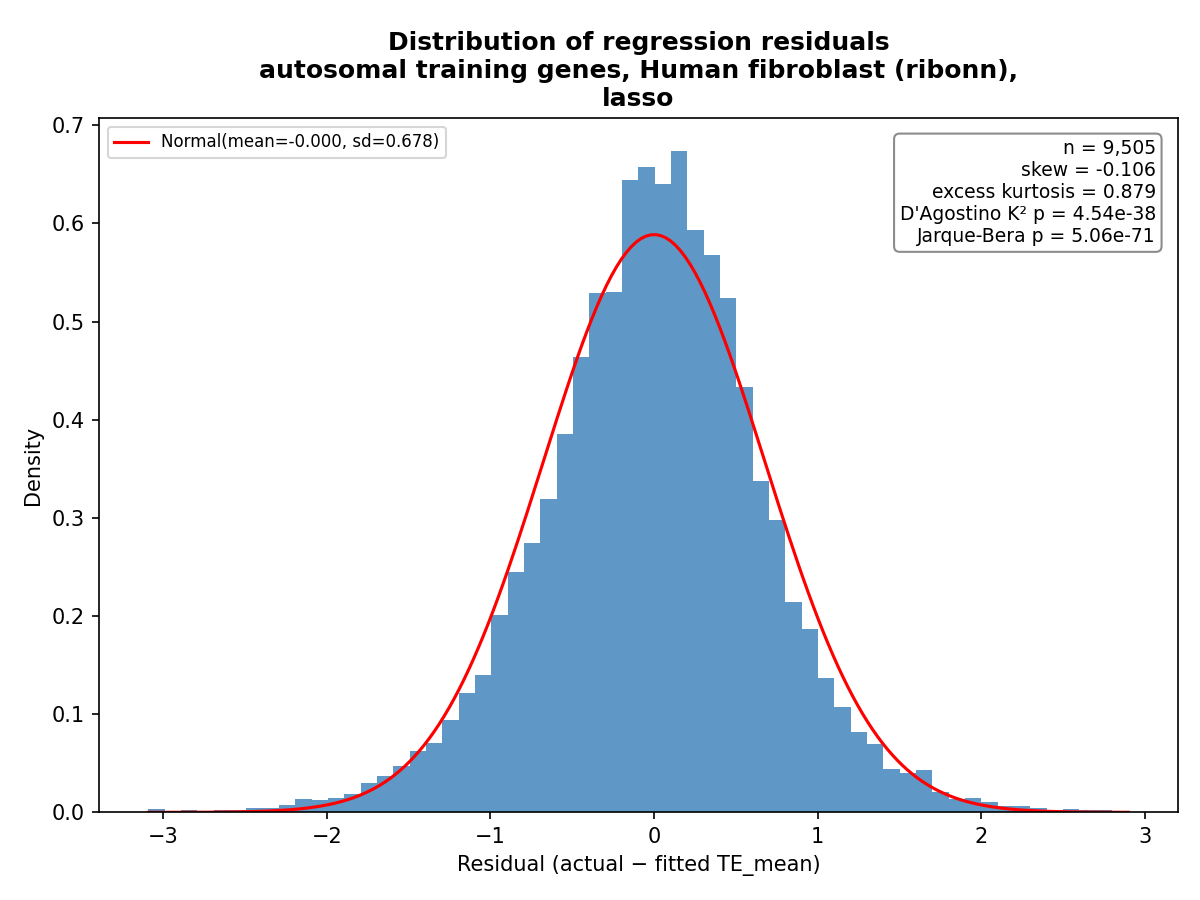 Distribution of regression residuals
autosomal training genes, Human fibroblast (ribonn),
lasso
Normal(mean=-0.000, sd=0.678)
n = 9,505
skew = -0.106
excess kurtosis = 0.879
D'Agostino K² p = 4.54e-38
Jarque-Bera p = 5.06e-71
Density
0.7
0.6
0.5
0.4
0.3
0.2
0.1
0.0
−3 −2 −1 0 1 2 3
Residual (actual − fitted TE_mean)